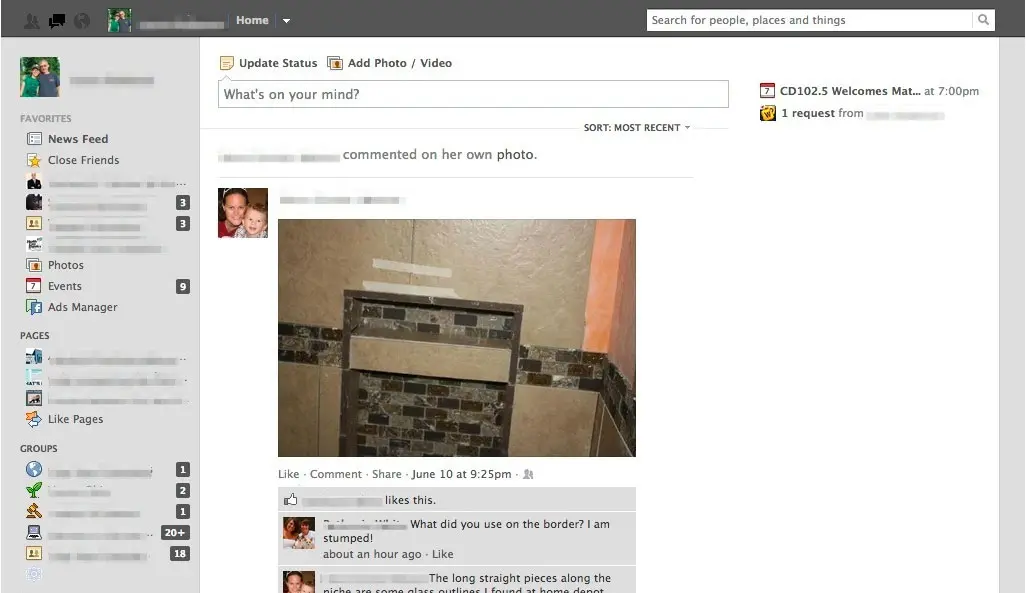 Home
Search for people, places and things
Update Status
Add Photo / Video
What's on your mind?
SORT: MOST RECENT
commented on her own photo.
CD102.5 Welcomes Mat... at 7:00pm
1 request from
FAVORITES
News Feed
Close Friends
...
3
3
Photos
7 Events 9
Ads Manager
PAGES
Like Pages
GROUPS
1
2
1
20+
18
Like · Comment · Share · June 10 at 9:25pm ·
likes this.
What did you use on the border? I am
stumped!
about an hour ago · Like
The long straight pieces along the
niche are some glass outlines I found at home depot